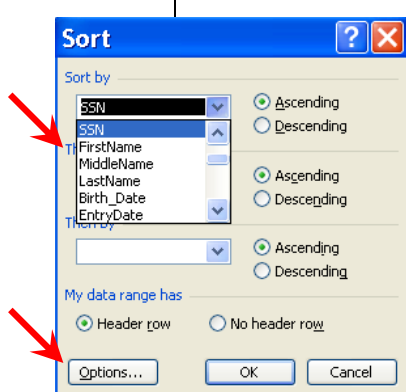 Sort
Sort by
SSN
Ascending
Descending
SSN
FirstName
MiddleName
LastName
Birth_Date
EntryDate
Ascending
Descending
Then by
Ascending
Descending
My data range has
Header row
No header row
Options...
OK
Cancel